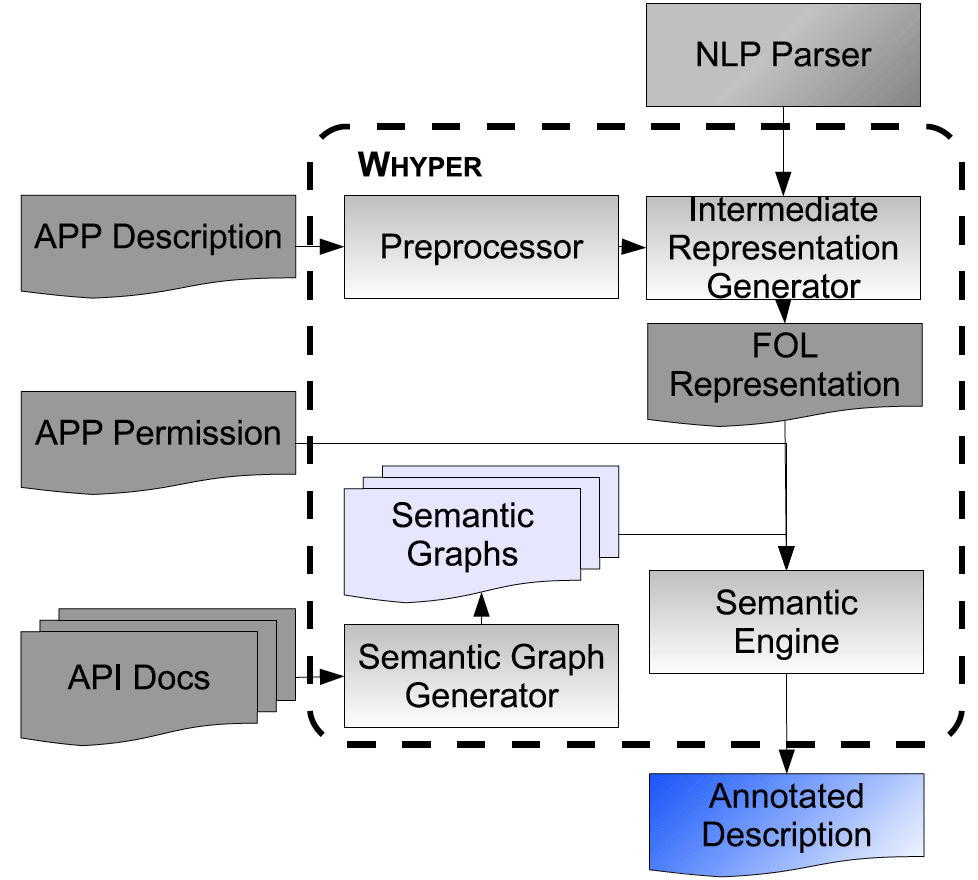 NLP Parser
WHYPER
APP Description
Preprocessor
Intermediate
Representation
Generator
FOL
Representation
APP Permission
Semantic
Graphs
Semantic
Engine
API Docs
Semantic Graph
Generator
Annotated
Description